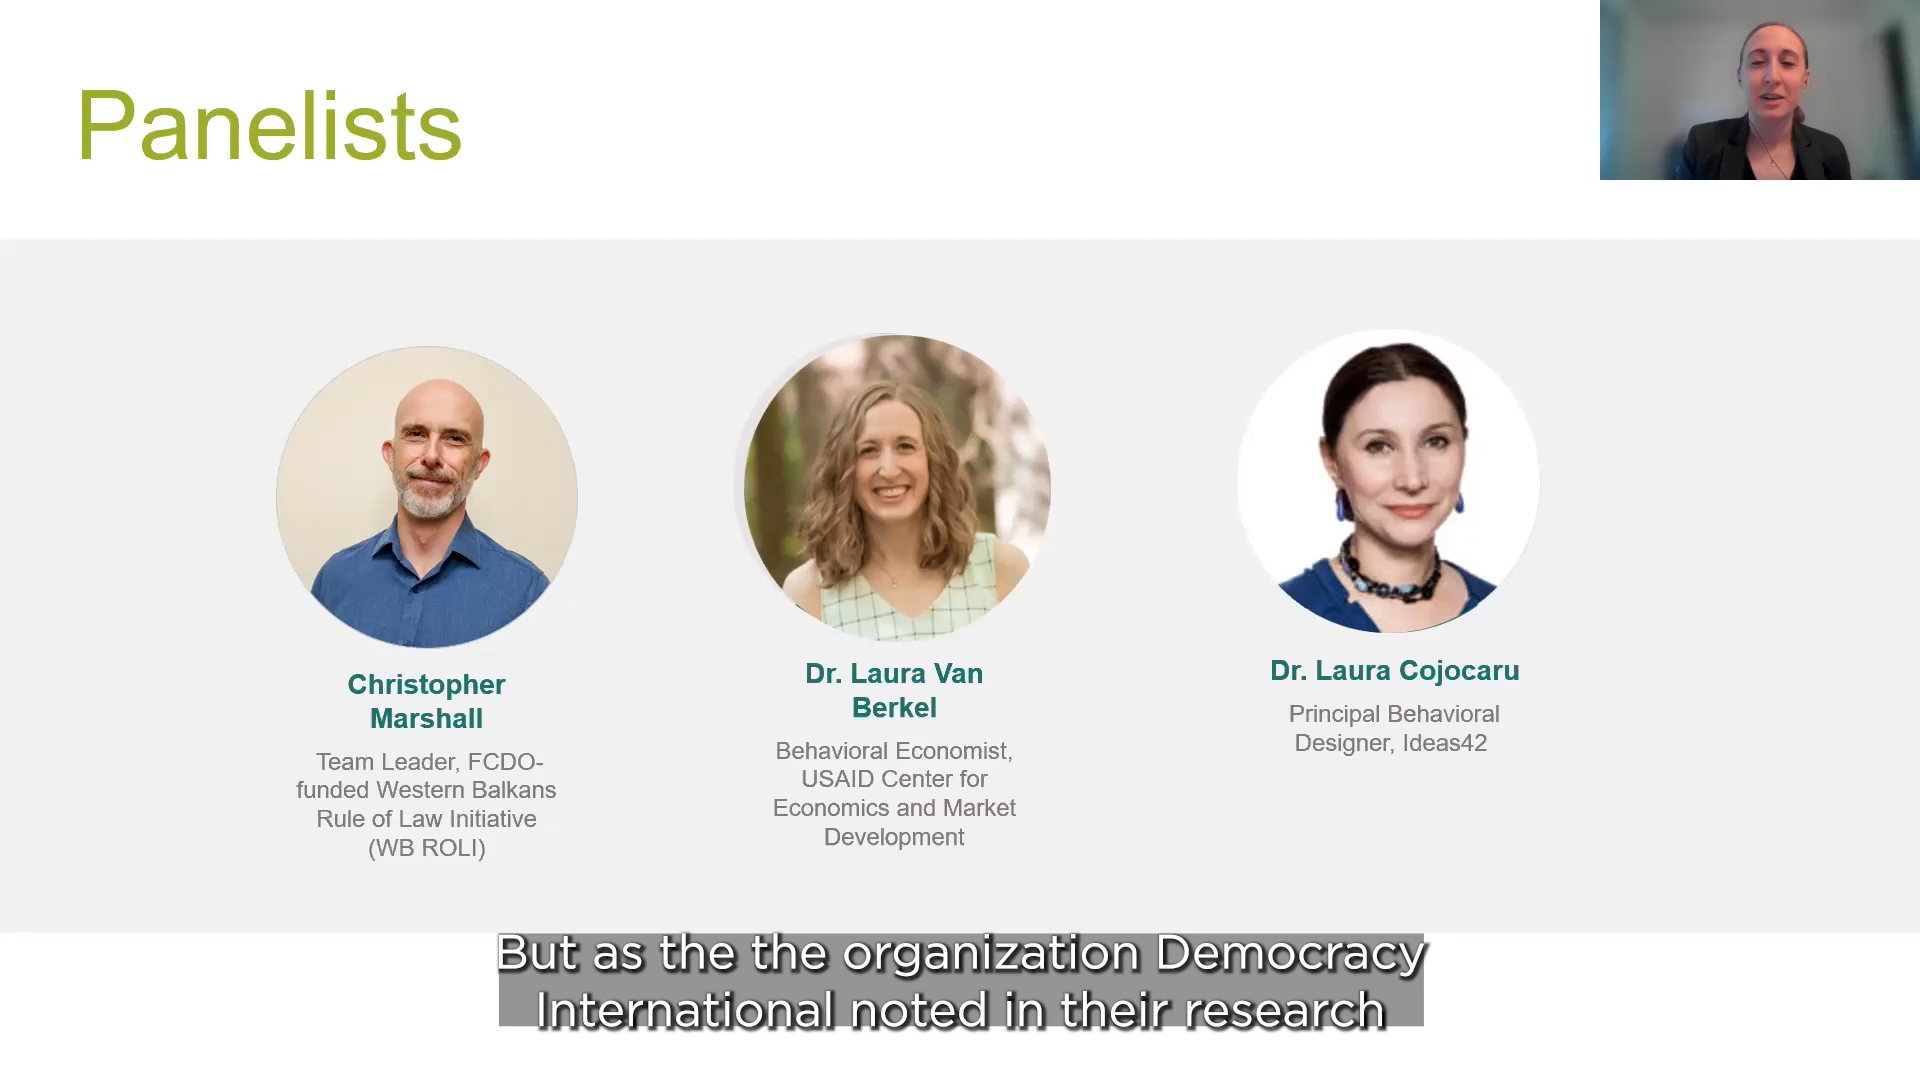 Panelists
Christopher
Marshall
Team Leader, FCDO-
funded Western Balkans
Rule of Law Initiative
(WB ROLI)
Dr. Laura Van
Berkel
Behavioral Economist,
USAID Center for
Economics and Market
Development
Dr. Laura Cojocaru
Principal Behavioral
Designer, Ideas42
But as the the organization Democracy
International noted in their research